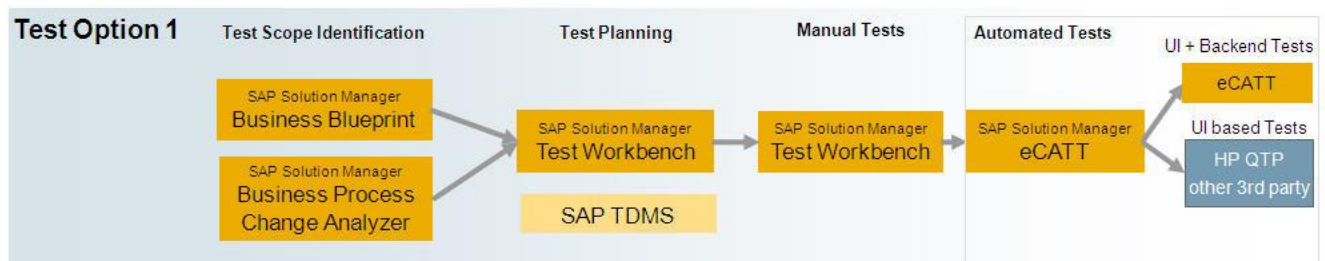 Test Option 1
Test Scope Identification
Test Planning
Manual Tests
Automated Tests
UI + Backend Tests
SAP Solution Manager
Business Blueprint
SAP Solution Manager
Business Process
Change Analyzer
SAP Solution Manager
Test Workbench
SAP TDMS
SAP Solution Manager
Test Workbench
SAP Solution Manager
eCATT
eCATT
UI based Tests
HP QTP
other 3rd party